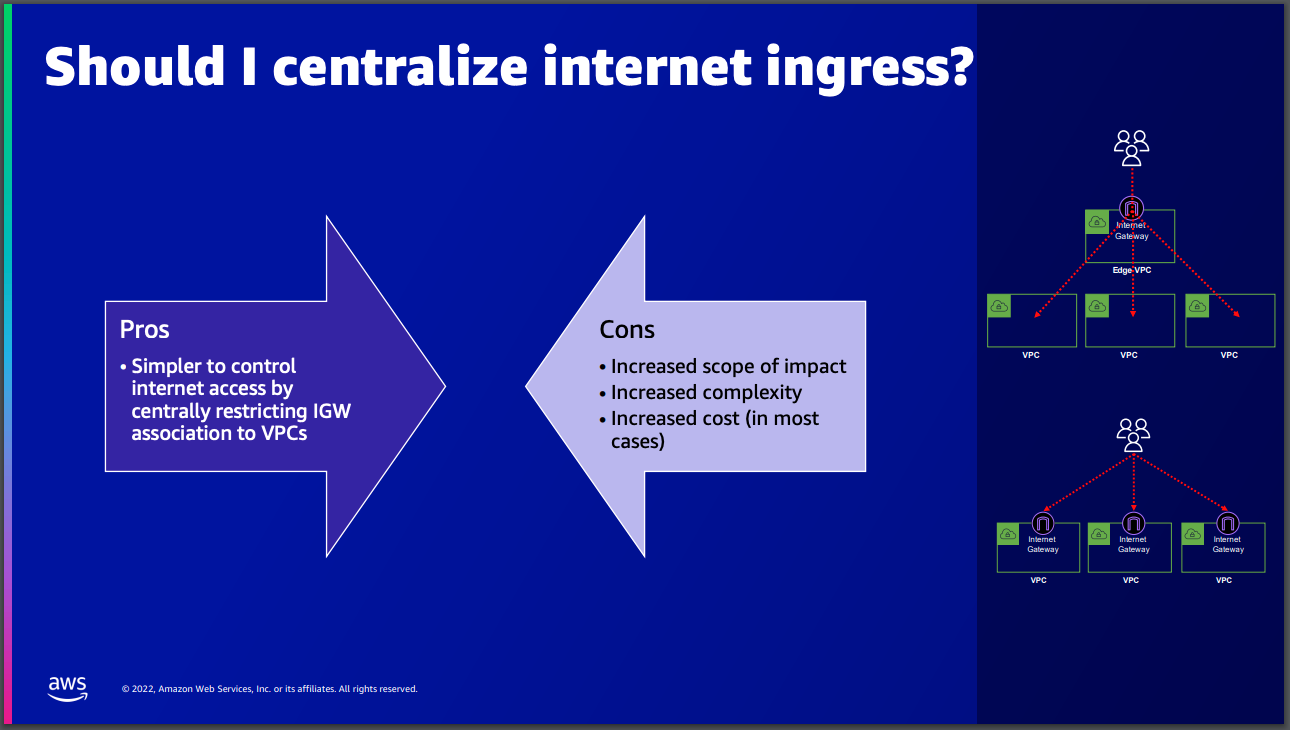 Should I centralize internet ingress?
Pros
• Simpler to control
internet access by
centrally restricting IGW
association to VPCs
Cons
• Increased scope of impact
• Increased complexity
• Increased cost (in most
cases)
Internet
Gateway
Edge VPC
VPC
VPC
VPC
Internet
Gateway
Internet
Gateway
Internet
Gateway
VPC
VPC
VPC
aws
© 2022, Amazon Web Services, Inc. or its affiliates. All rights reserved.